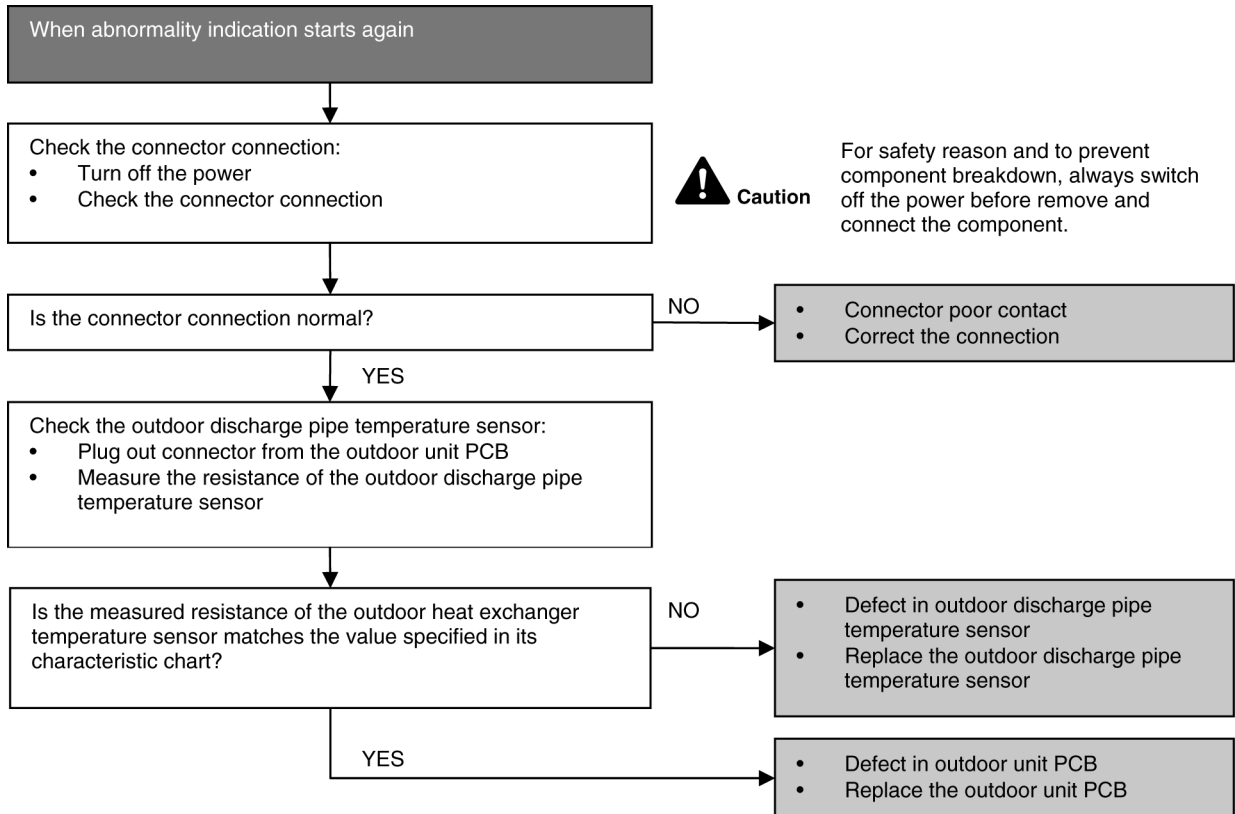 When abnormality indication starts again
Check the connector connection:
• Turn off the power
• Check the connector connection
Caution
For safety reason and to prevent
component breakdown, always switch
off the power before remove and
connect the component.
Is the connector connection normal?
NO
• Connector poor contact
• Correct the connection
YES
Check the outdoor discharge pipe temperature sensor:
• Plug out connector from the outdoor unit PCB
• Measure the resistance of the outdoor discharge pipe
temperature sensor
Is the measured resistance of the outdoor heat exchanger
temperature sensor matches the value specified in its
characteristic chart?
NO
• Defect in outdoor discharge pipe
temperature sensor
• Replace the outdoor discharge pipe
temperature sensor
YES
• Defect in outdoor unit PCB
• Replace the outdoor unit PCB